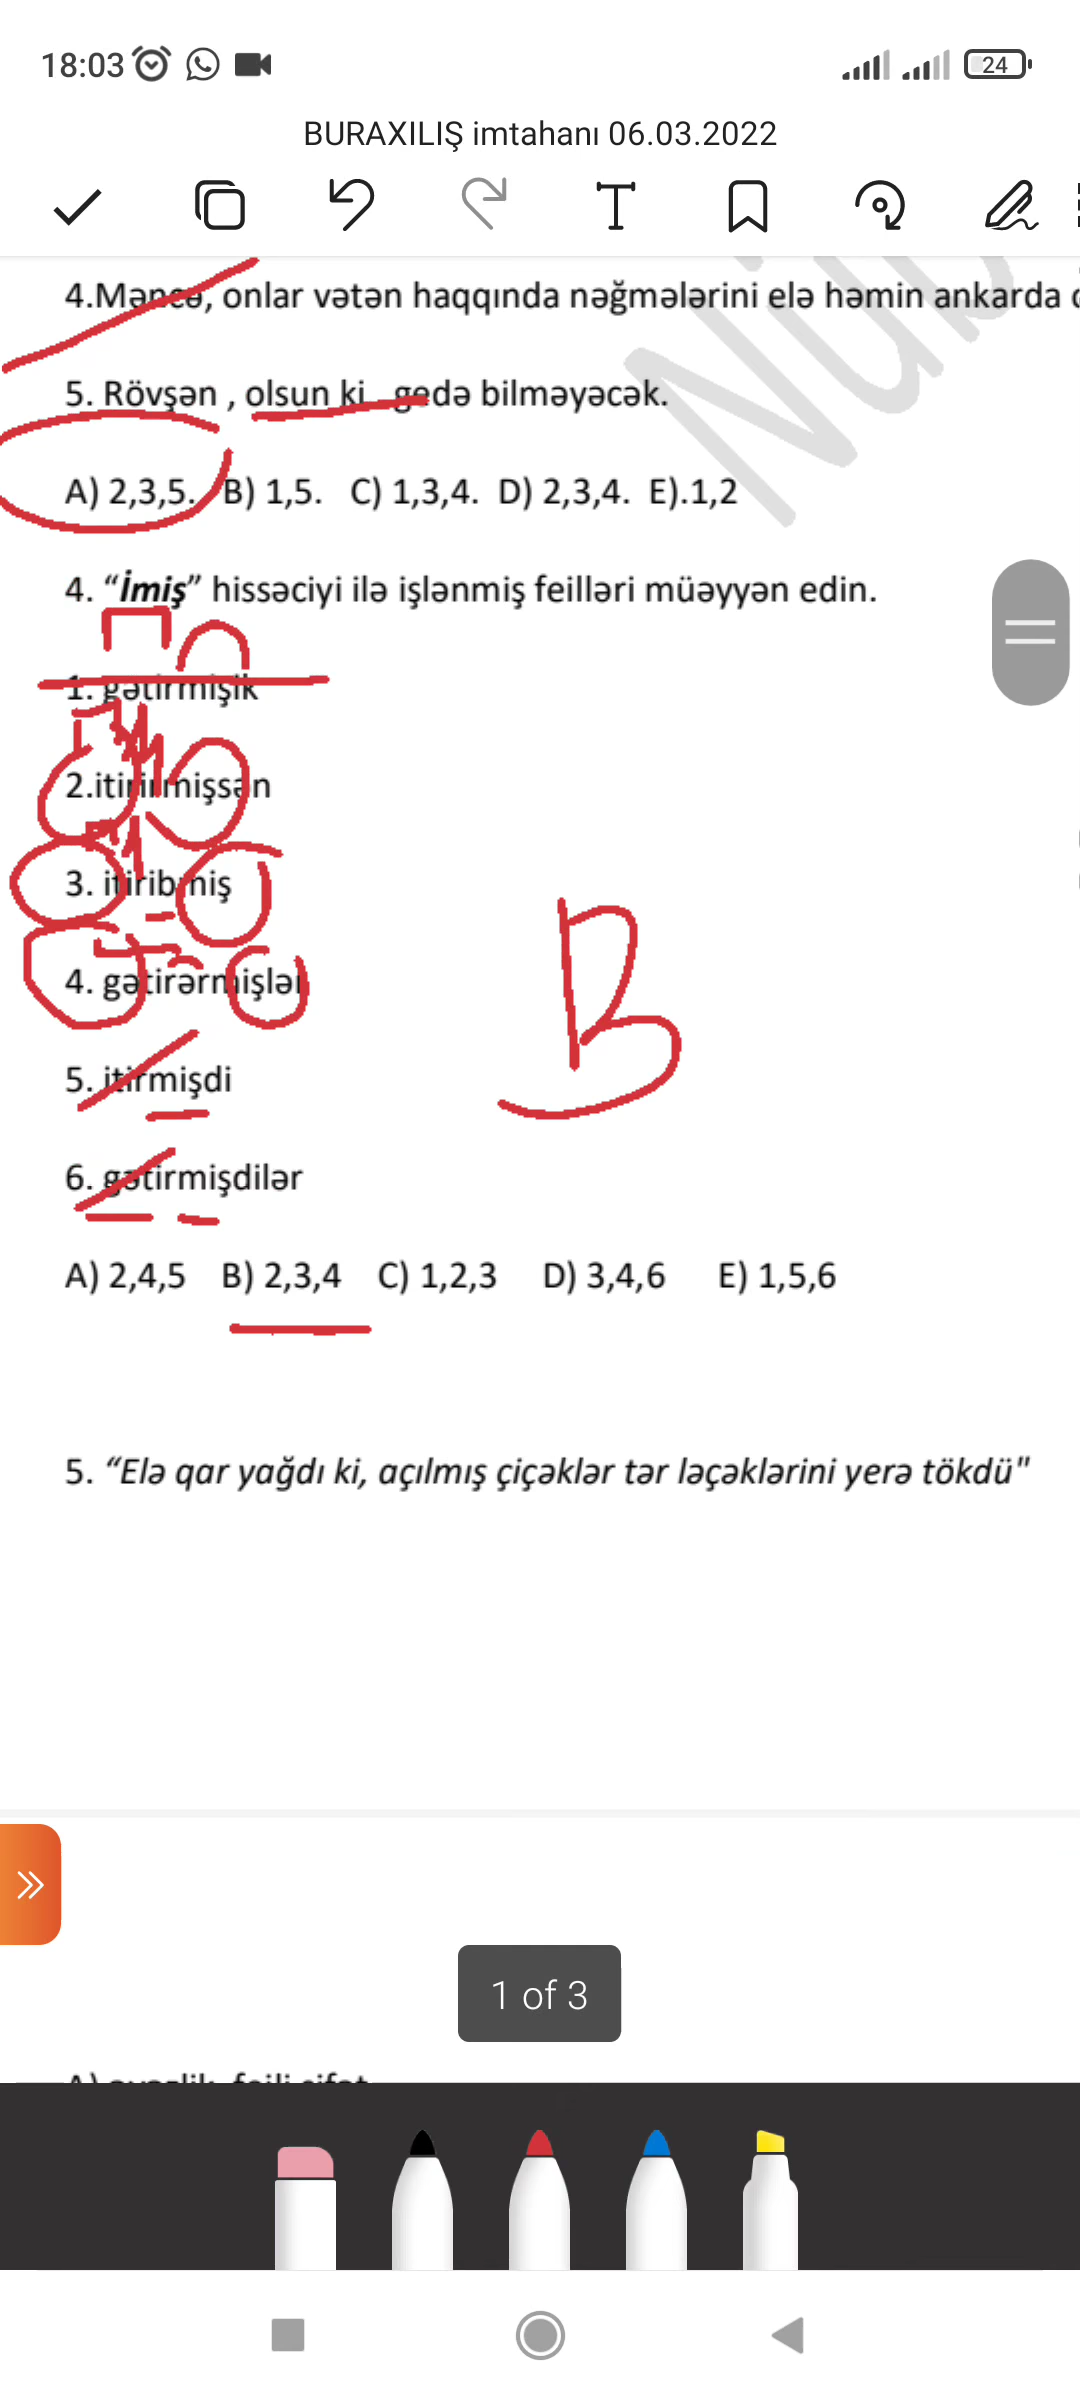 18:03
24
BURAXILIŞ imtahanı 06.03.2022
T
4.Məncə, onlar vətən haqqında nəğmələrini elə həmin ankarda
5. Rövşən , olsun ki gedə bilməyəcək.
A) 2,3,5. B) 1,5. C) 1,3,4. D) 2,3,4. E).1,2
4. “İmiş” hissəciyi ilə işlənmiş feilləri müəyyən edin.
1. gətirmişik
2.itirilmişsən
3. itiribmiş
4. gətirərmişlər
B
5. itirmişdi
6. gətirmişdilər
A) 2,4,5 B) 2,3,4 C) 1,2,3 D) 3,4,6 E) 1,5,6
5. “Elə qar yağdı ki, açılmış çiçəklər tər ləçəklərini yerə tökdü"
1 of 3